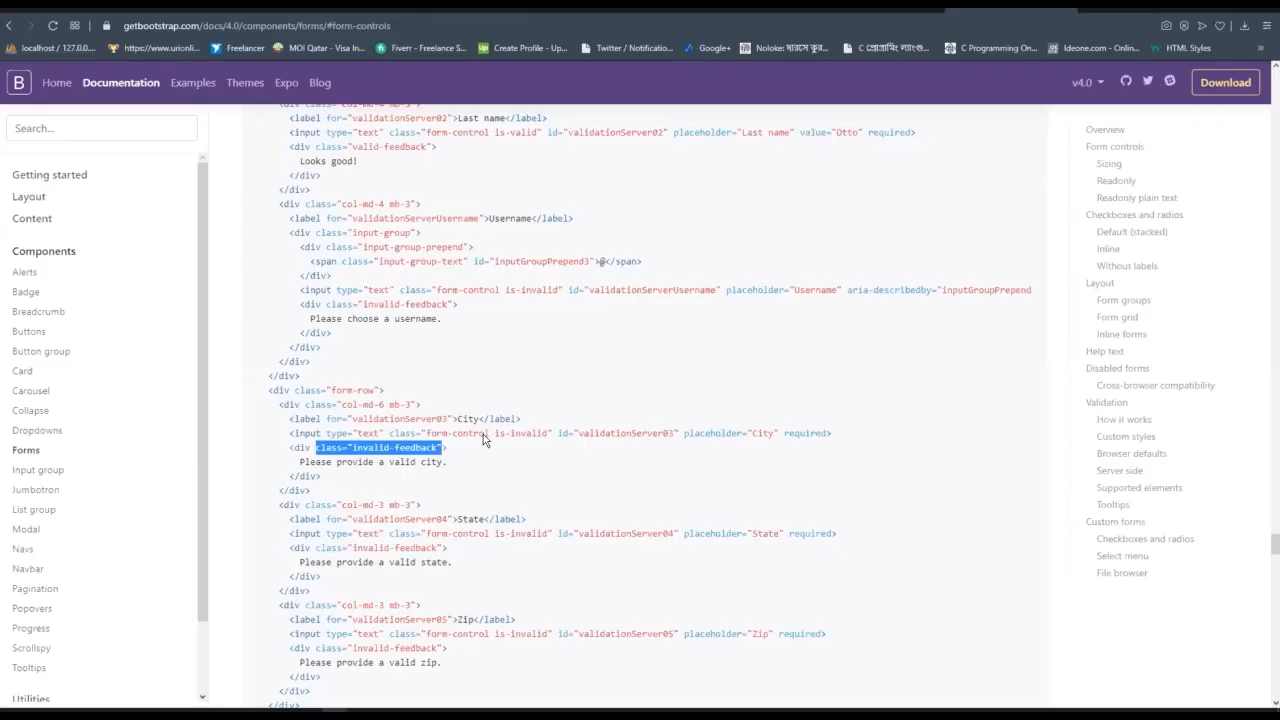 getbootstrap.com/docs/4.0/components/forms/#form-controls
localhost / 127.0.0... https://www.urionli... Freelancer MOI Qatar - Visa In... Fiverr - Freelance S... Create Profile - Up... Twitter / Notificatio... Google+ C Programming On... Ideone.com - Onlin... HTML Styles »
B Home Documentation Examples Themes Expo Blog v4.0 Download
Search...
Getting started
Layout
Content
Components
Alerts
Badge
Breadcrumb
Buttons
Button group
Card
Carousel
Collapse
Dropdowns
Forms
Input group
Jumbotron
List group
Modal
Navs
Navbar
Pagination
Popovers
Progress
Scrollspy
Tooltips
Utilities
<div class="col-md-4 mb-3">
<label for="validationServer02">Last name</label>
<input type="text" class="form-control is-valid" id="validationServer02" placeholder="Last name" value="Otto" required>
<div class="valid-feedback">
Looks good!
</div>
</div>
<div class="col-md-4 mb-3">
<label for="validationServerUsername">Username</label>
<div class="input-group">
<div class="input-group-prepend">
<span class="input-group-text" id="inputGroupPrepend3">@</span>
</div>
<input type="text" class="form-control is-invalid" id="validationServerUsername" placeholder="Username" aria-describedby="inputGroupPrepend
<div class="invalid-feedback">
Please choose a username.
</div>
</div>
</div>
</div>
<div class="form-row">
<div class="col-md-6 mb-3">
<label for="validationServer03">City</label>
<input type="text" class="form-control is-invalid" id="validationServer03" placeholder="City" required>
<div class="invalid-feedback">
Please provide a valid city.
</div>
</div>
<div class="col-md-3 mb-3">
<label for="validationServer04">State</label>
<input type="text" class="form-control is-invalid" id="validationServer04" placeholder="State" required>
<div class="invalid-feedback">
Please provide a valid state.
</div>
</div>
<div class="col-md-3 mb-3">
<label for="validationServer05">Zip</label>
<input type="text" class="form-control is-invalid" id="validationServer05" placeholder="Zip" required>
<div class="invalid-feedback">
Please provide a valid zip.
</div>
</div>
</div>
Overview
Form controls
Sizing
Readonly
Readonly plain text
Checkboxes and radios
Default (stacked)
Inline
Without labels
Layout
Form groups
Form grid
Inline forms
Help text
Disabled forms
Cross-browser compatibility
Validation
How it works
Custom styles
Browser defaults
Server side
Supported elements
Tooltips
Custom forms
Checkboxes and radios
Select menu
File browser